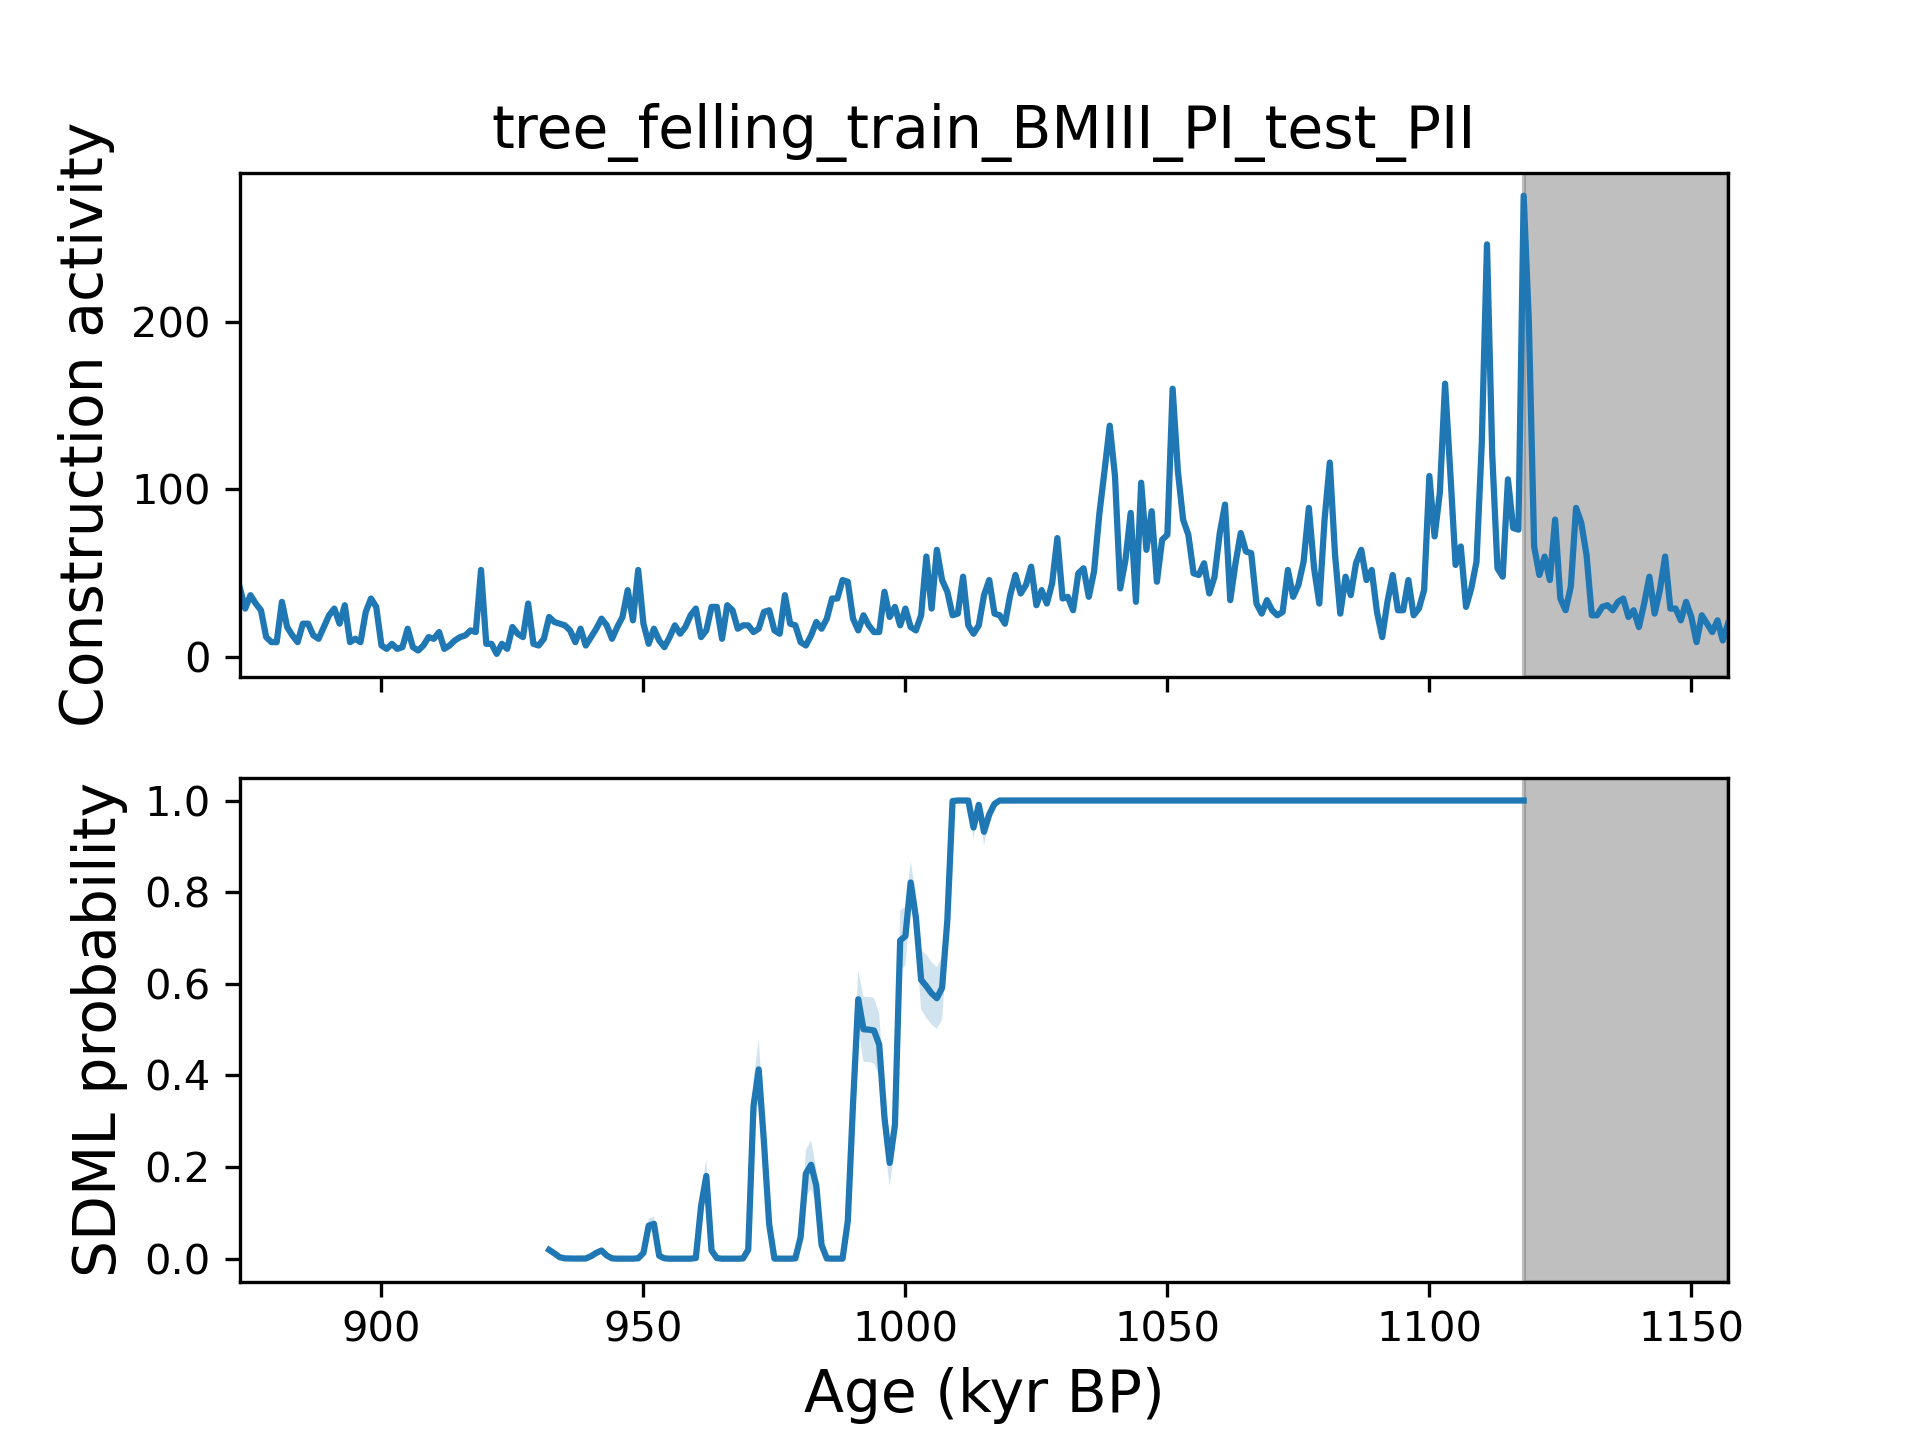 tree_felling_train_BMIII_PI_test_PII
Construction activity
200
100
0
SDML probability
1.0
0.8
0.6
0.4
0.2
0.0
900 950 1000 1050 1100 1150
Age (kyr BP)